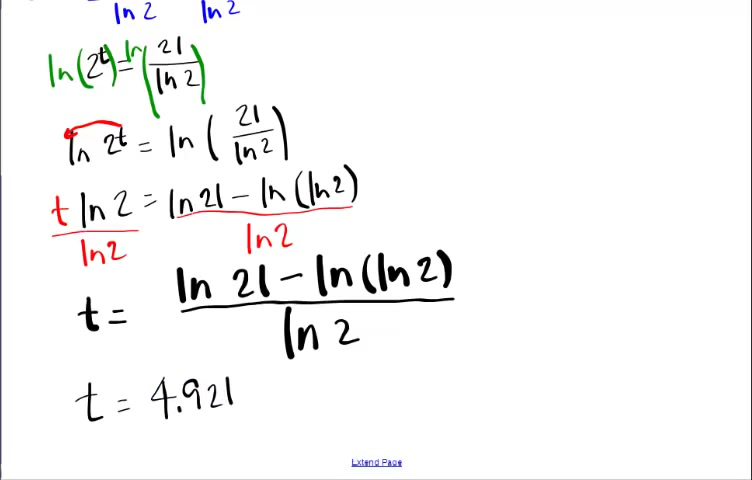 ln 2 ln 2
ln(2^t) = ln(21/ln 2)
ln 2^t = ln(21/ln 2)
t ln 2 = ln 21 - ln(ln 2)
ln 2 ln 2
t = ln 21 - ln(ln 2)
ln 2
t = 4.921
Extend Page